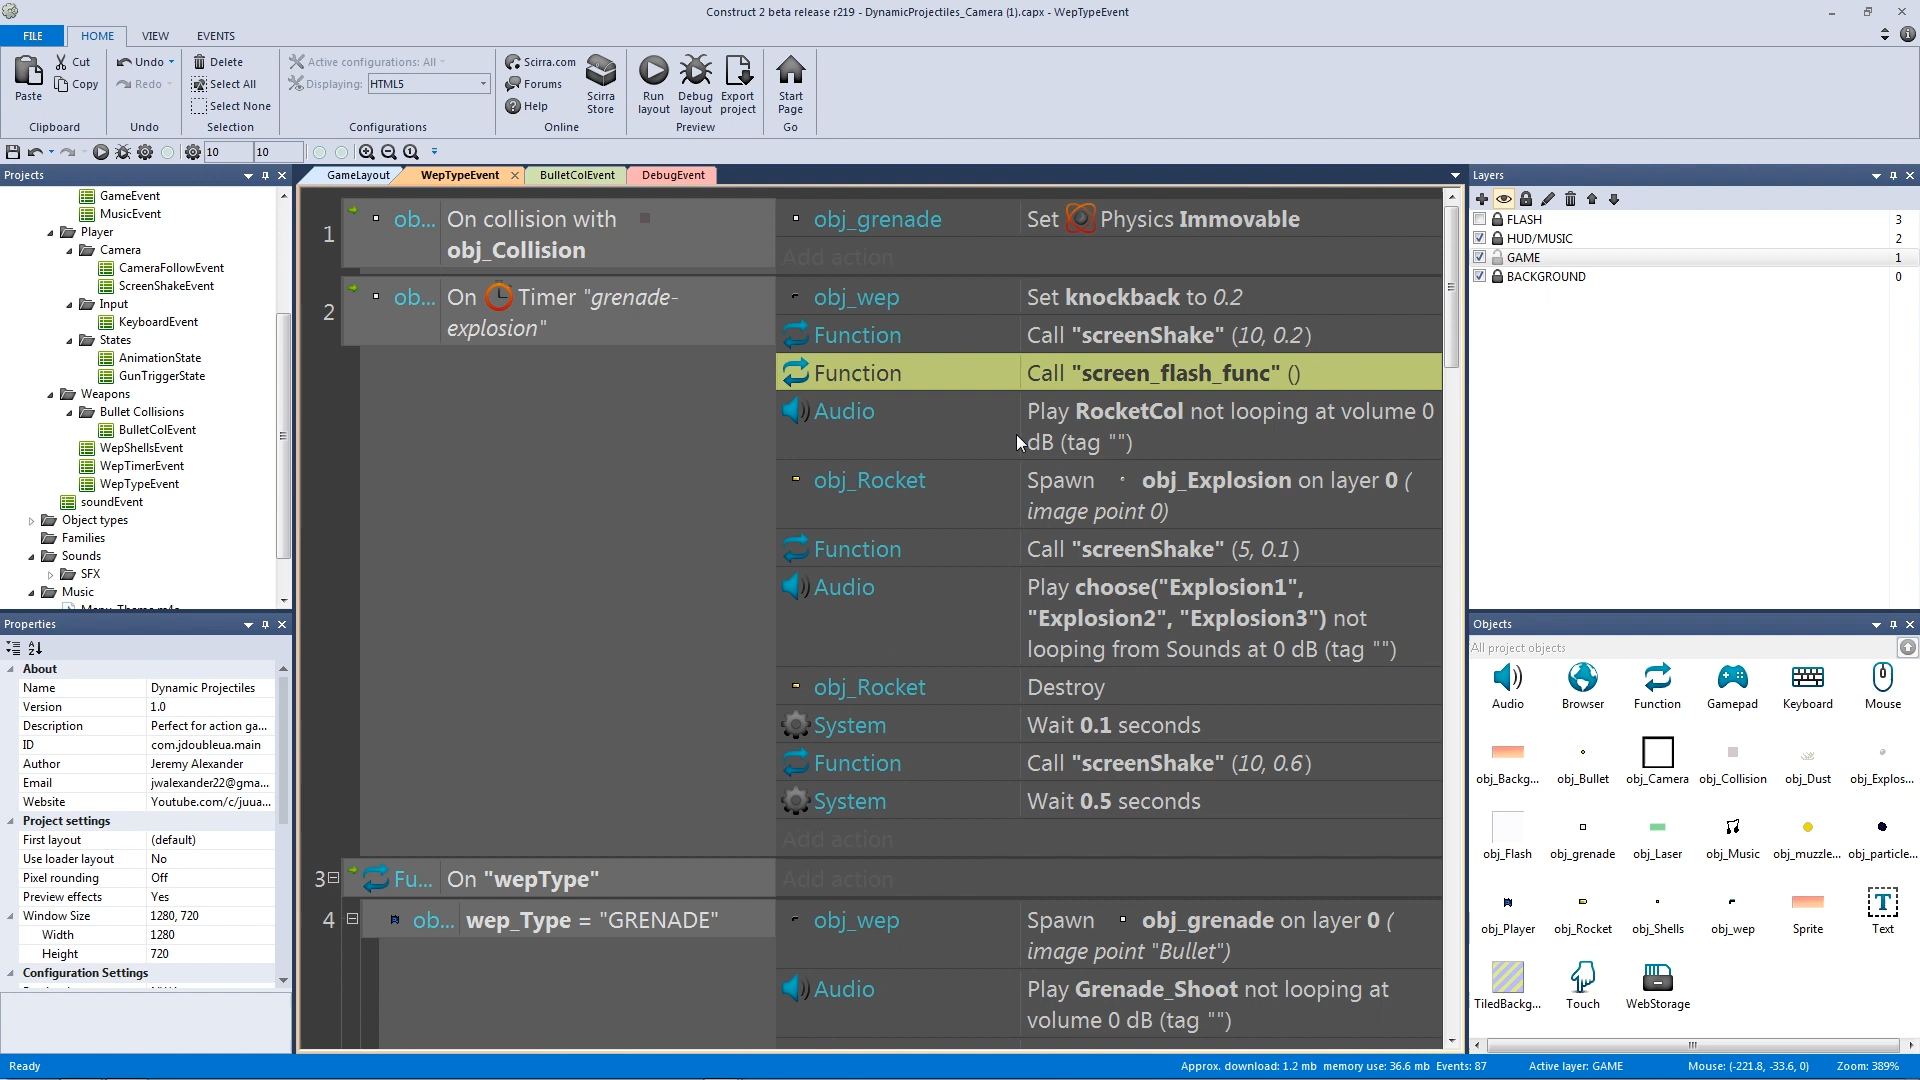 Construct 2 beta release r219 - DynamicProjectiles_Camera (1).capx - WepTypeEvent
FILE
HOME
VIEW
EVENTS
Paste
Cut
Copy
Clipboard
Undo
Redo
Undo
Delete
Select All
Select None
Selection
Active configurations: All
Displaying:
HTML5
Configurations
Scirra.com
Forums
Help
Scirra
Store
Online
Run
layout
Debug
layout
Export
project
Preview
Start
Page
Go
10
10
Projects
GameEvent
MusicEvent
Player
Camera
CameraFollowEvent
ScreenShakeEvent
Input
KeyboardEvent
States
AnimationState
GunTriggerState
Weapons
Bullet Collisions
BulletColEvent
WepShellsEvent
WepTimerEvent
WepTypeEvent
soundEvent
Object types
Families
Sounds
SFX
Music
Properties
About
Name Dynamic Projectiles
Version 1.0
Description Perfect for action ga...
ID com.jdoubleua.main
Author Jeremy Alexander
Email jwalexander22@gma...
Website Youtube.com/c/juua...
Project settings
First layout (default)
Use loader layout No
Pixel rounding Off
Preview effects Yes
Window Size 1280, 720
Width 1280
Height 720
Configuration Settings
GameLayout
WepTypeEvent
BulletColEvent
DebugEvent
1
ob... On collision with
obj_Collision
obj_grenade Set Physics Immovable
Add action
2
ob... On Timer "grenade-
explosion"
obj_wep Set knockback to 0.2
Function Call "screenShake" (10, 0.2)
Function Call "screen_flash_func" ()
Audio Play RocketCol not looping at volume 0
dB (tag "")
obj_Rocket Spawn obj_Explosion on layer 0 (
image point 0)
Function Call "screenShake" (5, 0.1)
Audio Play choose("Explosion1",
"Explosion2", "Explosion3") not
looping from Sounds at 0 dB (tag "")
obj_Rocket Destroy
System Wait 0.1 seconds
Function Call "screenShake" (10, 0.6)
System Wait 0.5 seconds
Add action
3
Fu... On "wepType"
Add action
4
ob... wep_Type = "GRENADE"
obj_wep Spawn obj_grenade on layer 0 (
image point "Bullet")
Audio Play Grenade_Shoot not looping at
volume 0 dB (tag "")
Layers
FLASH 3
HUD/MUSIC 2
GAME 1
BACKGROUND 0
Objects
All project objects
Audio
Browser
Function
Gamepad
Keyboard
Mouse
obj_Backg...
obj_Bullet
obj_Camera
obj_Collision
obj_Dust
obj_Explos...
obj_Flash
obj_grenade
obj_Laser
obj_Music
obj_muzzle...
obj_particle...
obj_Player
obj_Rocket
obj_Shells
obj_wep
Sprite
Text
TiledBackg...
Touch
WebStorage
Ready
Approx. download: 1.2 mb memory use: 36.6 mb Events: 87
Active layer: GAME
Mouse: (-221.8, -33.6, 0)
Zoom: 389%